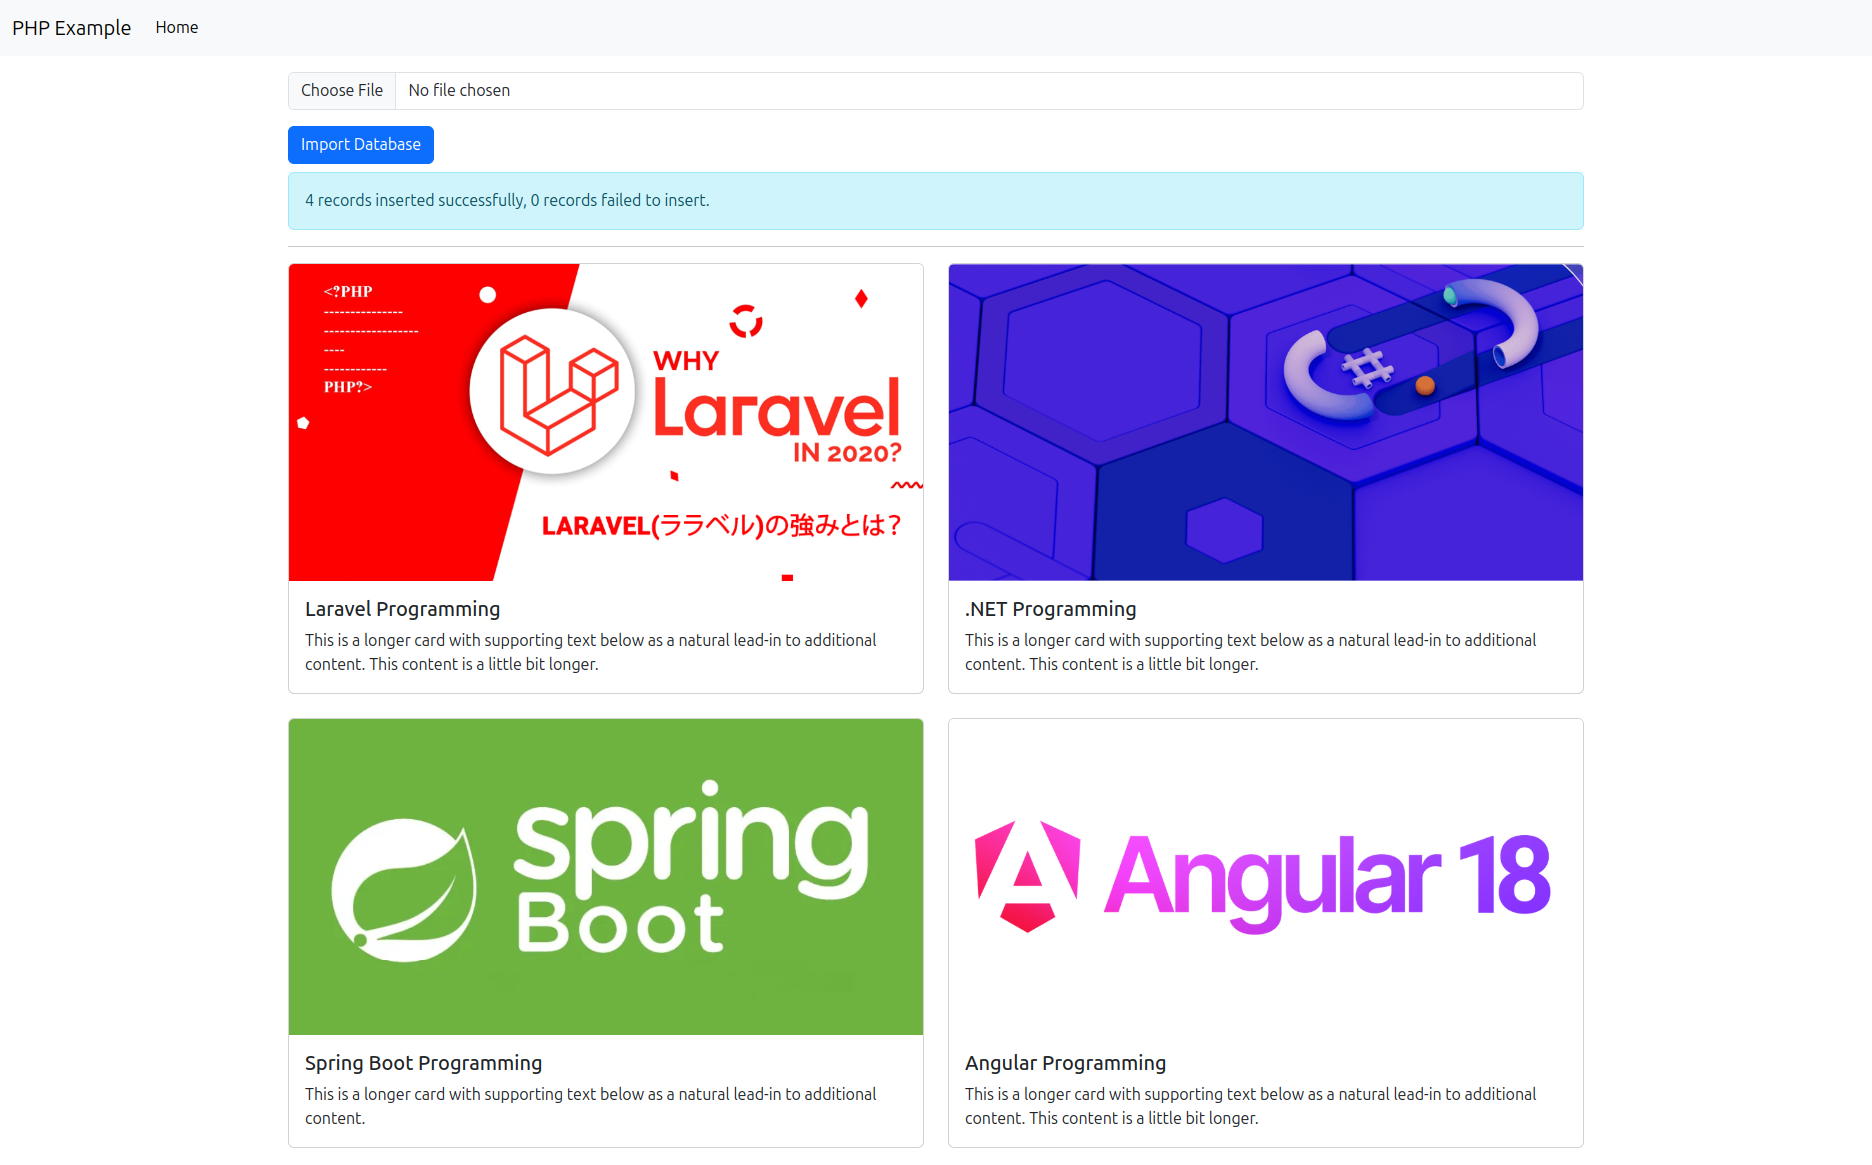 PHP Example Home
Choose File No file chosen
Import Database
4 records inserted successfully, 0 records failed to insert.
<?PHP
---------------
------------------
----
------------
PHP?>
WHY
Laravel
IN 2020?
LARAVEL(ララベル)の強みとは?
Laravel Programming
This is a longer card with supporting text below as a natural lead-in to additional
content. This content is a little bit longer.
C#
.NET Programming
This is a longer card with supporting text below as a natural lead-in to additional
content. This content is a little bit longer.
spring
Boot
Spring Boot Programming
This is a longer card with supporting text below as a natural lead-in to additional
content.
Angular 18
Angular Programming
This is a longer card with supporting text below as a natural lead-in to additional
content. This content is a little bit longer.